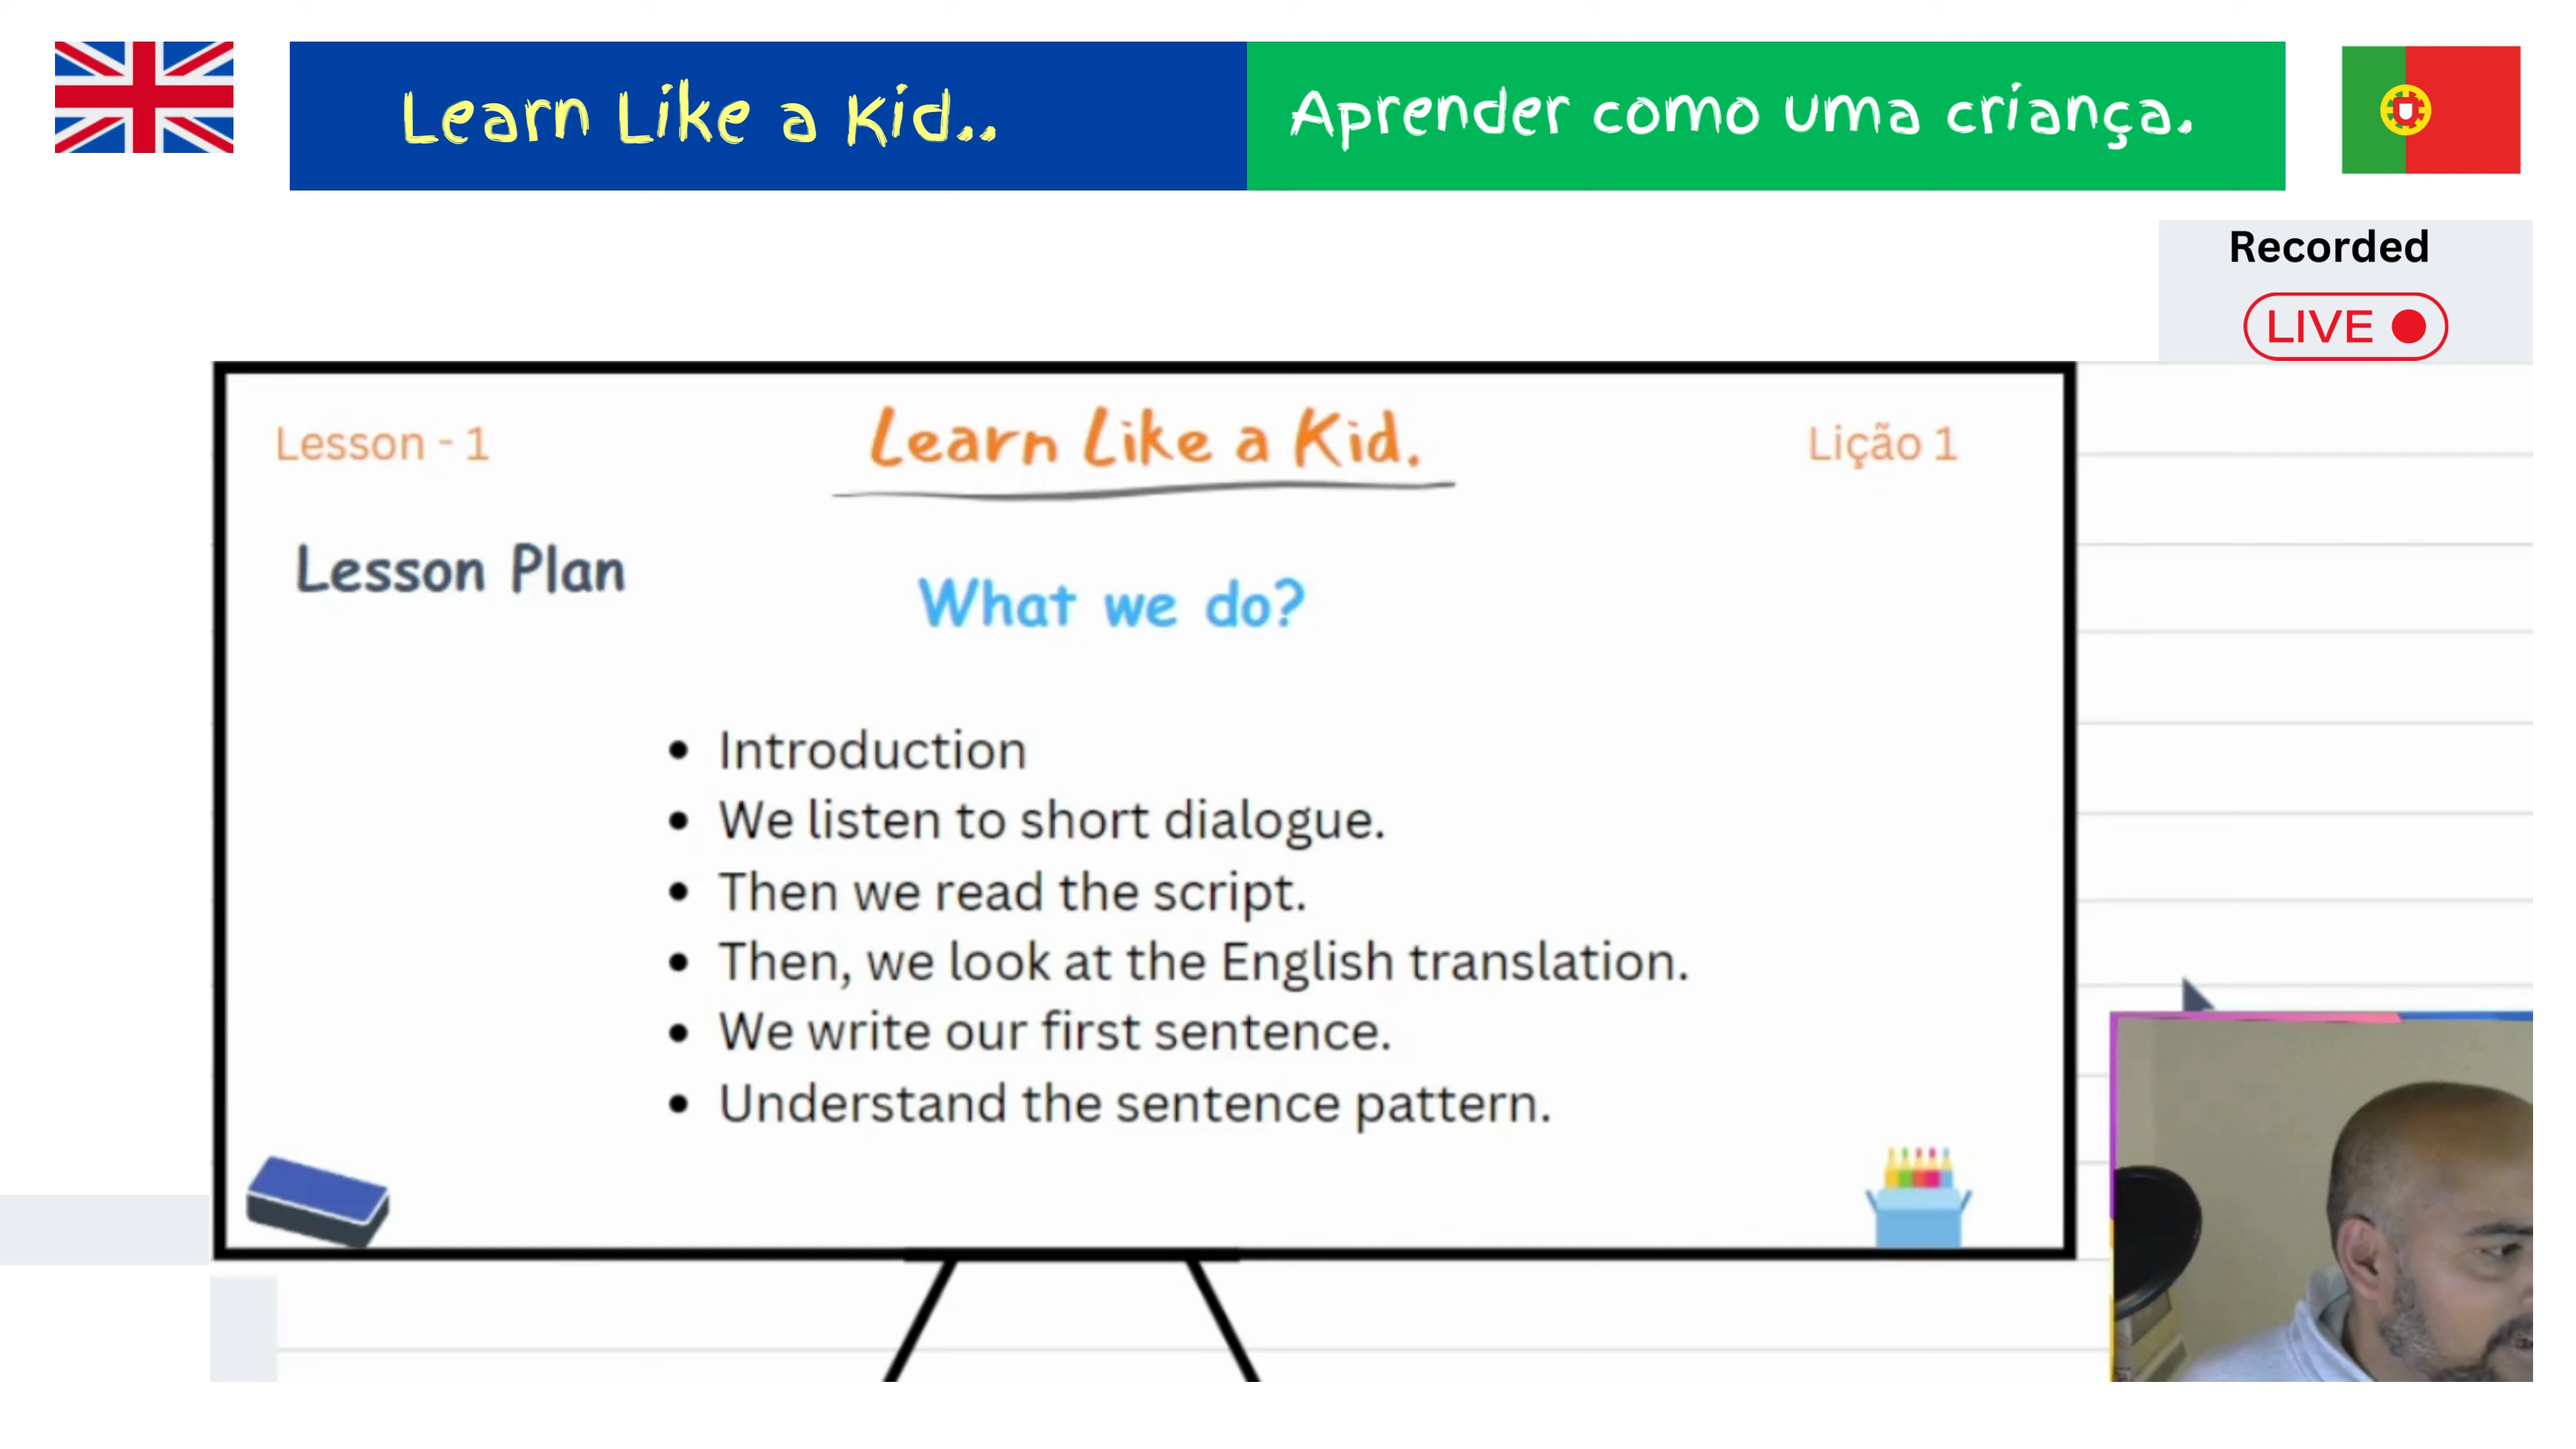 Learn Like a Kid..
Aprender como uma criança.
Recorded
LIVE
Lesson - 1
Learn Like a Kid.
Lição 1
Lesson Plan
What we do?
• Introduction
• We listen to short dialogue.
• Then we read the script.
• Then, we look at the English translation.
• We write our first sentence.
• Understand the sentence pattern.